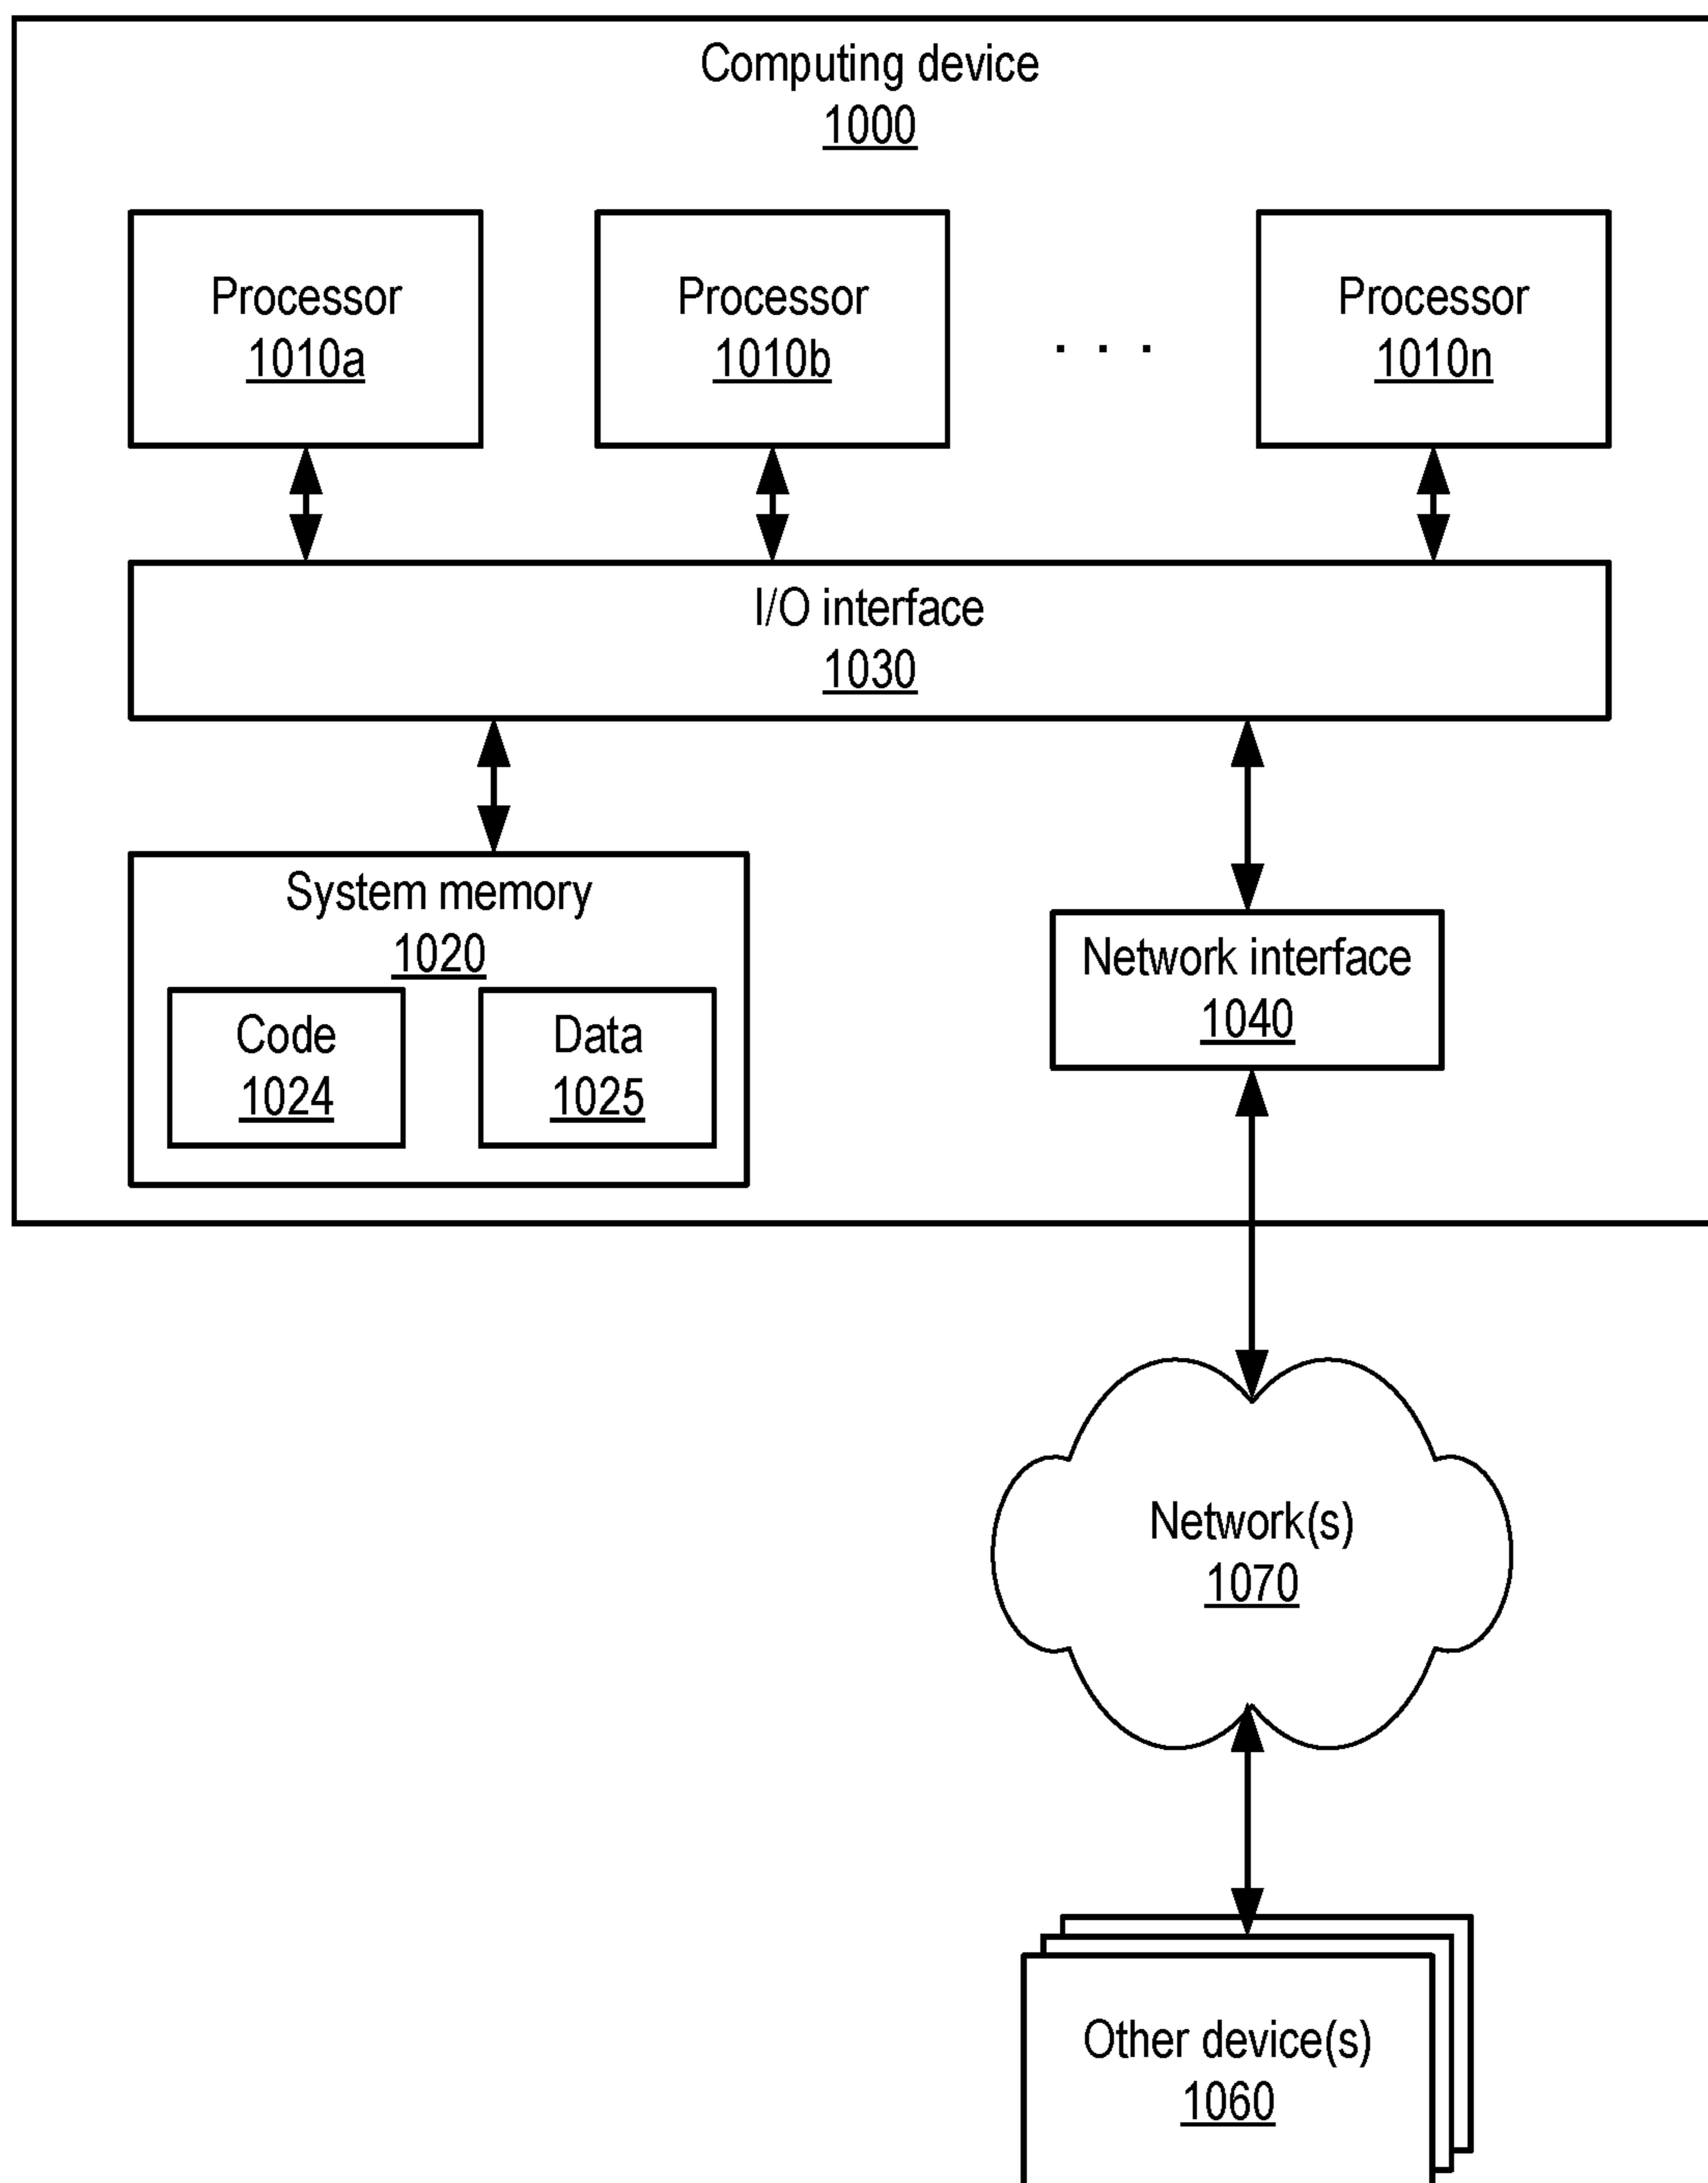 Computing device
1000
Processor
1010a
Processor
1010b
. . .
Processor
1010n
I/O interface
1030
System memory
1020
Code
1024
Data
1025
Network interface
1040
Network(s)
1070
Other device(s)
1060